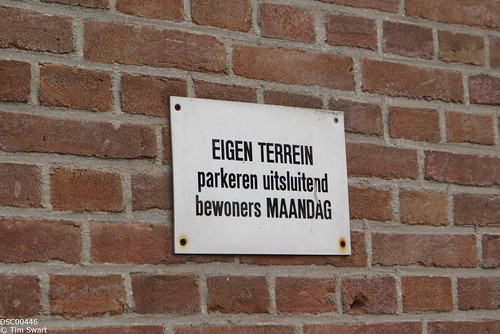 EIGEN TERREIN
parkeren uitsluitend
bewoners MAANDAG
DSC00446
© Tim Swart